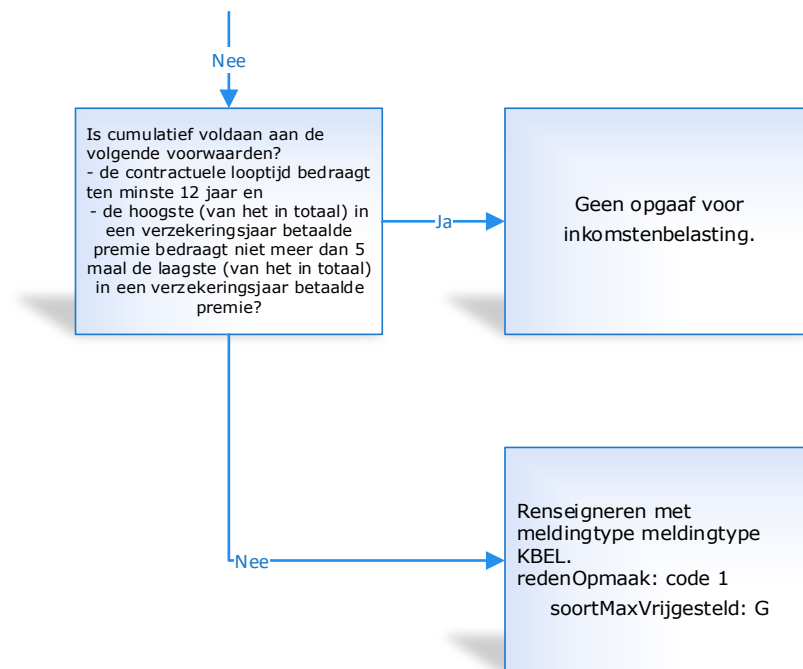 Nee
Is cumulatief voldaan aan de
volgende voorwaarden?
- de contractuele looptijd bedraagt
ten minste 12 jaar en
- de hoogste (van het in totaal) in
een verzekeringsjaar betaalde
premie bedraagt niet meer dan 5
maal de laagste (van het in totaal)
in een verzekeringsjaar betaalde
premie?
Ja
Geen opgaaf voor
inkomstenbelasting.
Nee
Renseigneren met
meldingtype meldingtype
KBEL.
redenOpmaak: code 1
soortMaxVrijgesteld: G